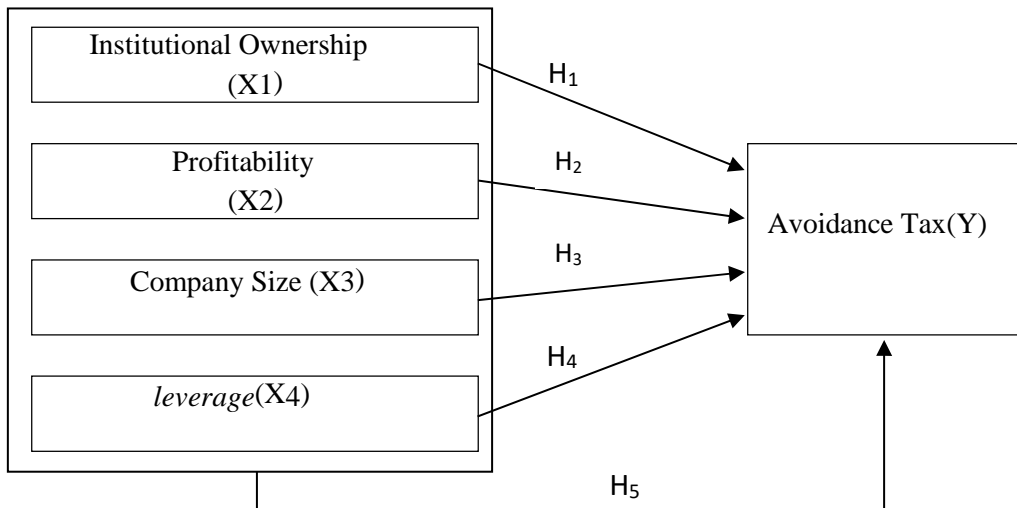 Institutional Ownership
(X1)
H₁
Profitability
(X2)
H₂
Avoidance Tax(Y)
Company Size (X3)
H₃
leverage(X4)
H₄
H₅